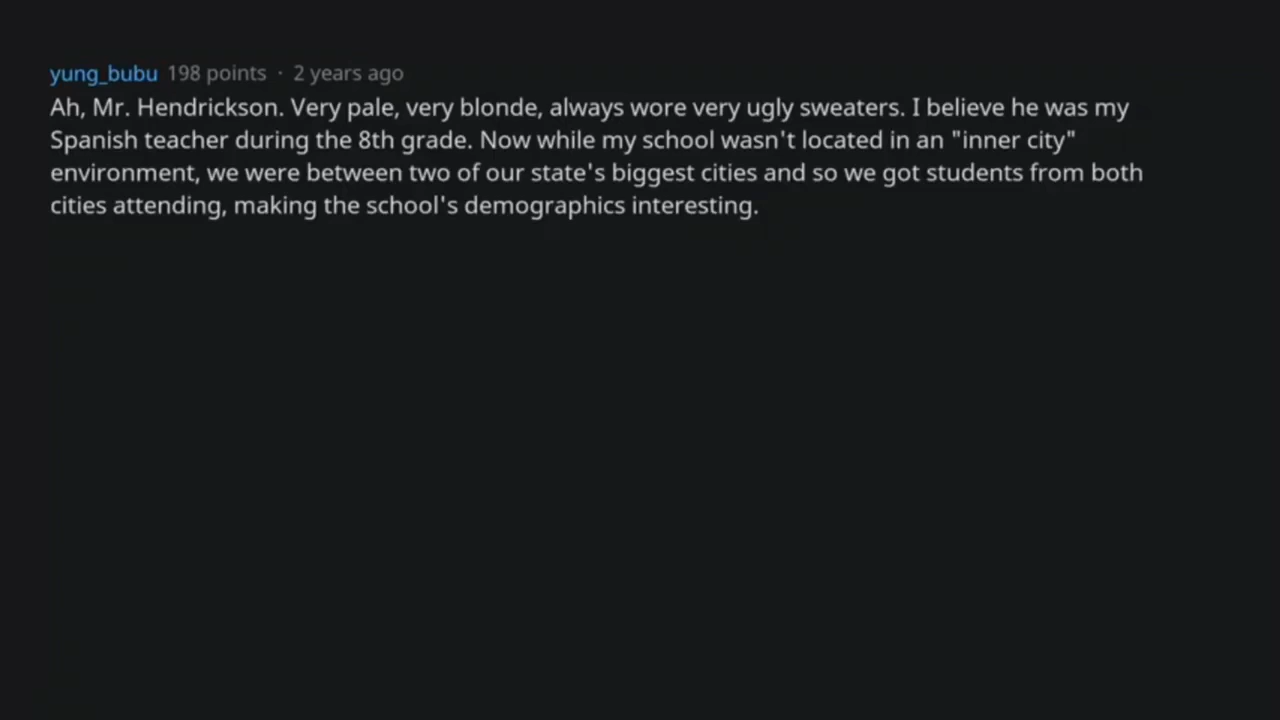 yung_bubu 198 points · 2 years ago
Ah, Mr. Hendrickson. Very pale, very blonde, always wore very ugly sweaters. I believe he was my
Spanish teacher during the 8th grade. Now while my school wasn't located in an "inner city"
environment, we were between two of our state's biggest cities and so we got students from both
cities attending, making the school's demographics interesting.